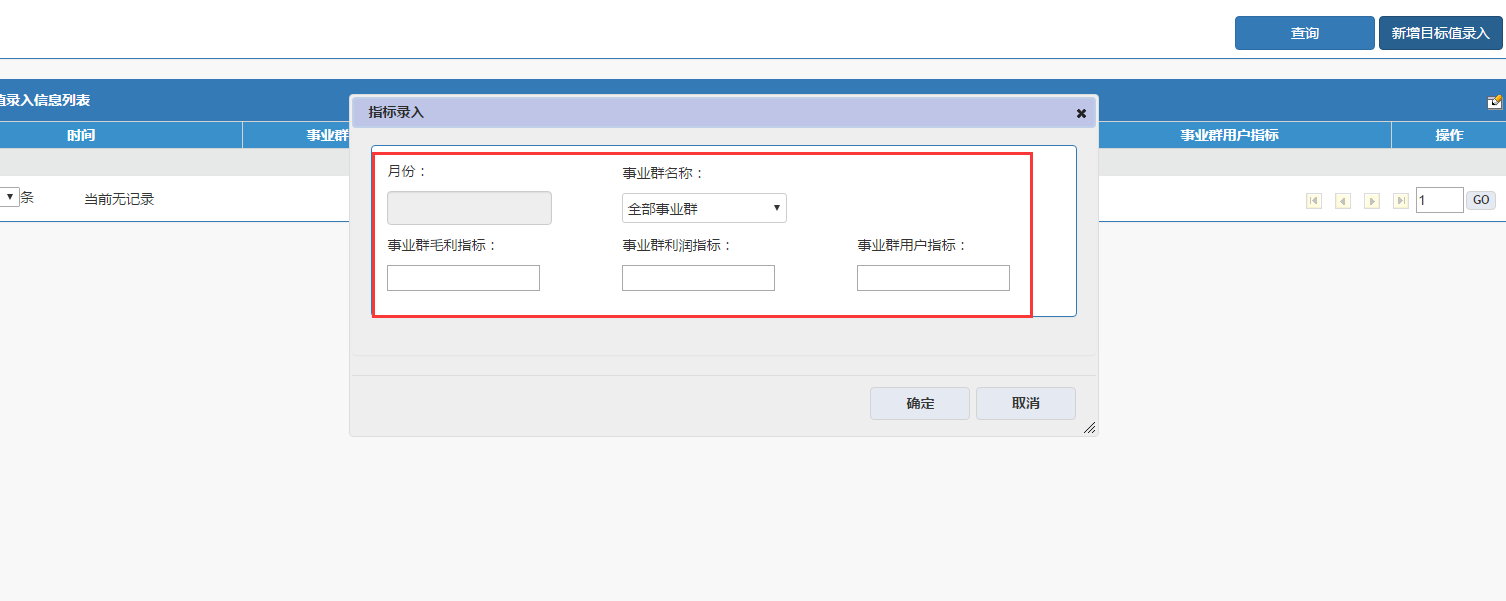 查询 新增目标值录入
值录入信息列表
指标录入
时间 事业群 事业群用户指标 操作
月份： 事业群名称：
条 当前无记录 1 GO
全部事业群
事业群毛利指标： 事业群利润指标： 事业群用户指标：
确定 取消